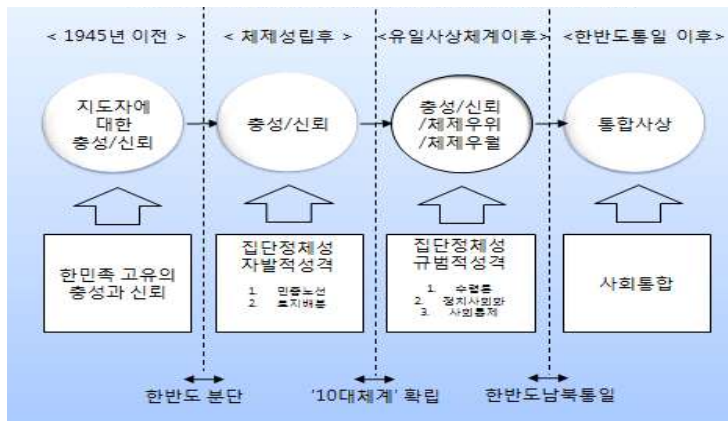 < 1945년 이전 >
< 체제성립후 >
<유일사상체계이후>
<한반도통일 이후>
지도자에
대한
충성/신뢰
충성/신뢰
충성/신뢰
/체제우위
/체제우월
통합사상
한민족 고유의
충성과 신뢰
집단정체성
자발적성격
1. 민중노선
2. 토지배분
집단정체성
규범적성격
1. 수령론
2. 정치사회화
3. 사회통제
사회통합
한반도 분단
'10대체계' 확립
한반도남북통일